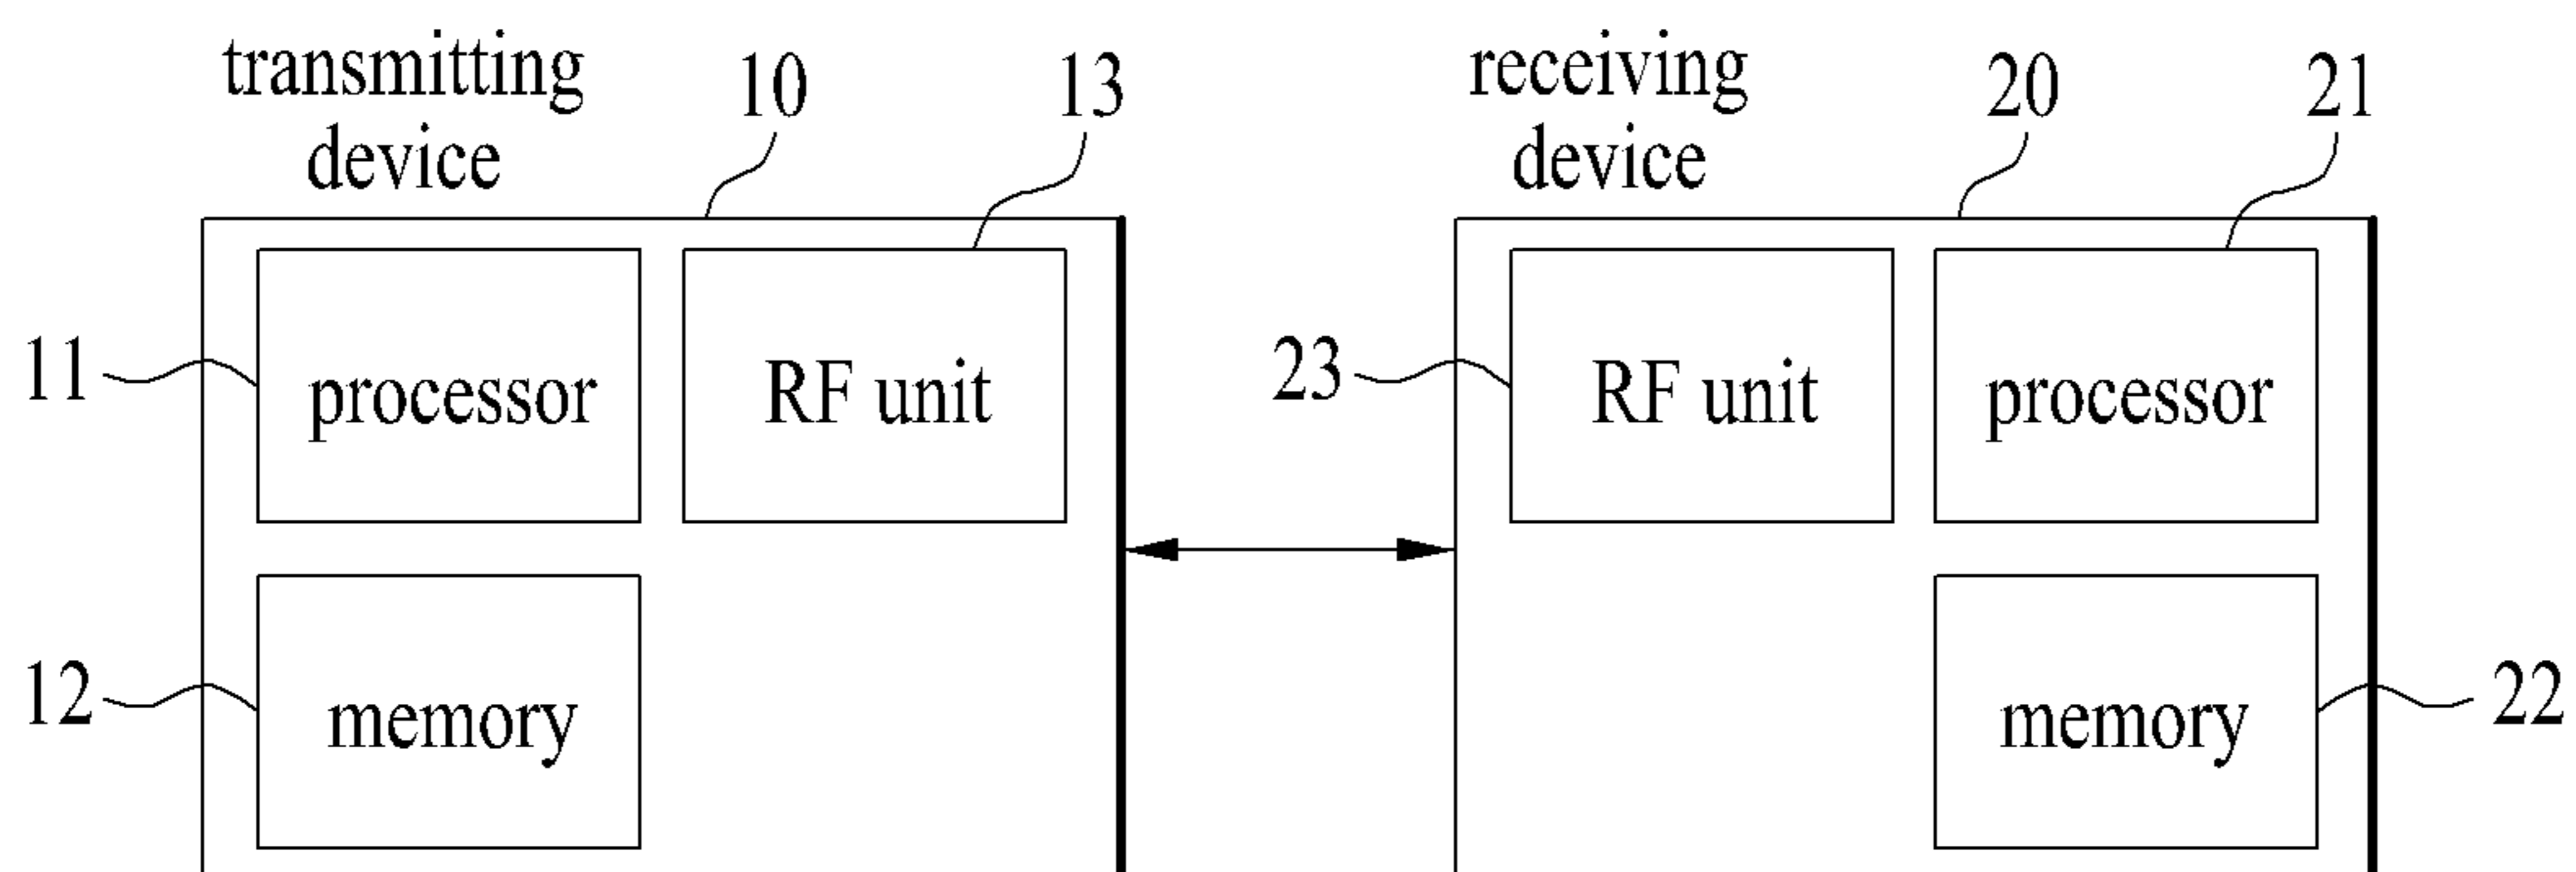 transmitting
device
10
13
receiving
device
20
21
11
processor
RF unit
23
RF unit
processor
12
memory
memory
22